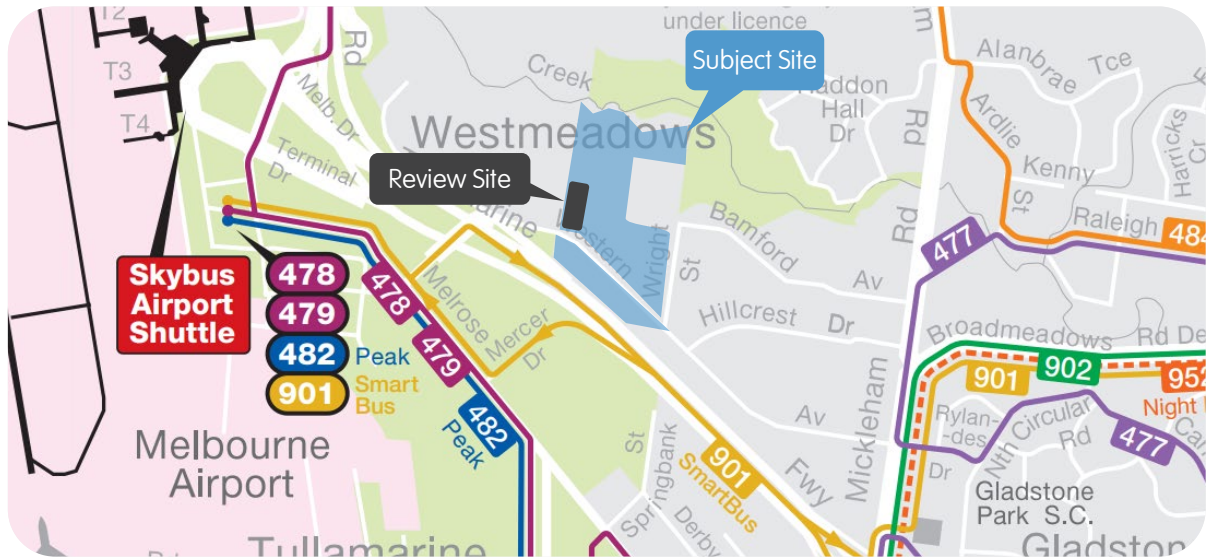 T2
T3
T4
Rd
Melb. Dr
Terminal
Dr
Creek
under licence
Subject Site
Westmeadows
Review Site
Haddon
Hall
Dr
Rd
Alanbrae Tce
Ardlie
St
Kenny
Harricks
Cr
Raleigh
484
477
Western
Wright
St
Bamford
Av
Rd
Hillcrest Dr
Skybus
Airport
Shuttle
478
479
482 Peak
901 Smart
Bus
478
479
482
Peak
Melrose
Dr
Mercer
Broadmeadows Rd
902
901
952
Rylan-
-des
Nth Circular
Rd
477
Dr
Av
Mickleham
Fwy
901
SmartBus
St
Springbank
Derby
Gladstone
Park S.C.
Melbourne
Airport
Tullamarine